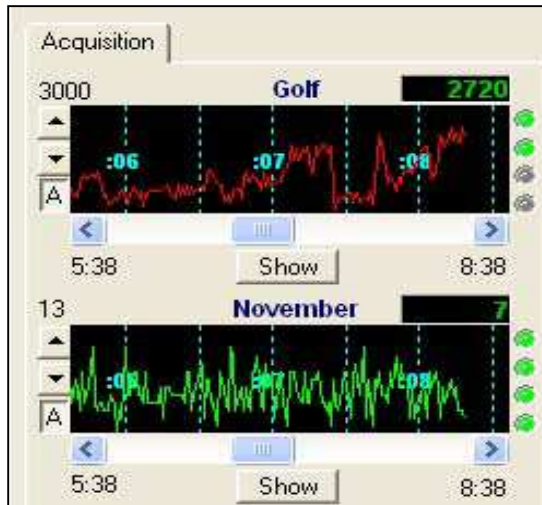 Acquisition
3000 Golf 2720
:06 :07 :08
A
5:38 Show 8:38
13 November 7
:06 :07 :08
A
5:38 Show 8:38